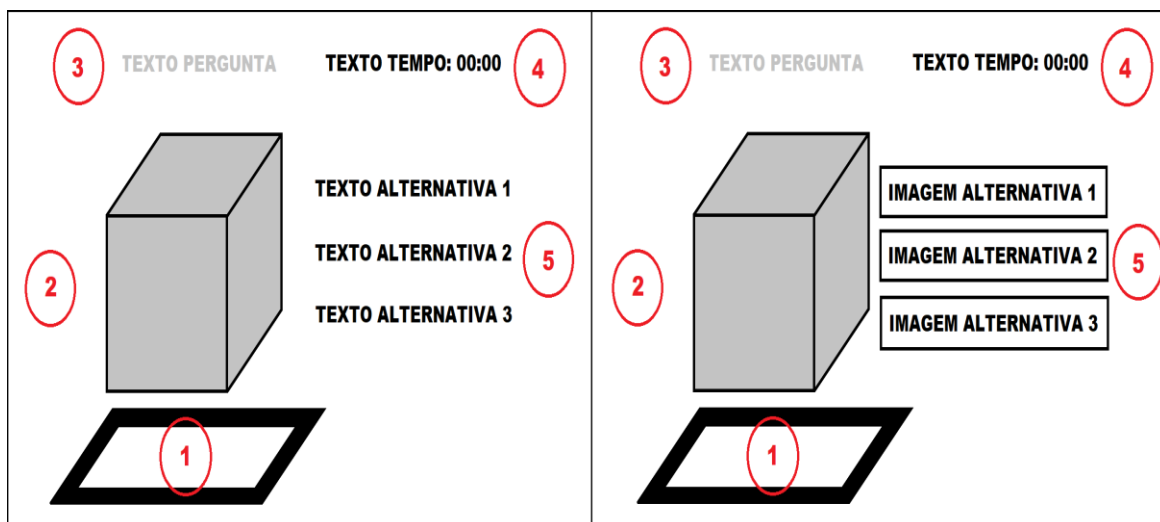 3 TEXTO PERGUNTA TEXTO TEMPO: 00:00 4
TEXTO ALTERNATIVA 1
TEXTO ALTERNATIVA 2
TEXTO ALTERNATIVA 3
2
5
1
3 TEXTO PERGUNTA TEXTO TEMPO: 00:00 4
IMAGEM ALTERNATIVA 1
IMAGEM ALTERNATIVA 2
IMAGEM ALTERNATIVA 3
2
5
1